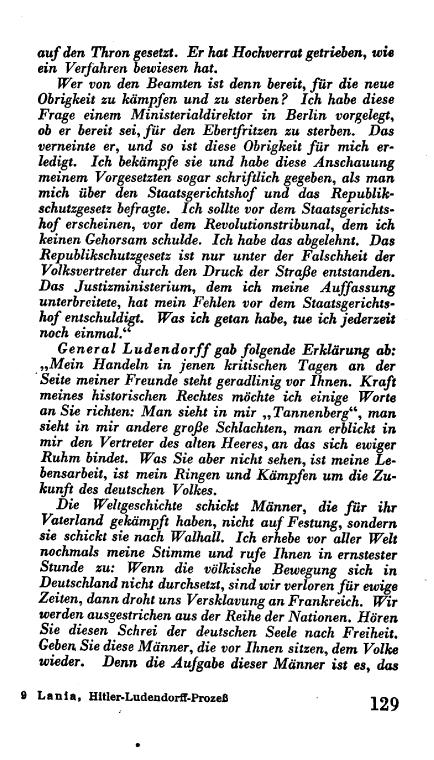 auf den Thron gesetzt. Er hat Hochverrat getrieben, wie
ein Verfahren bewiesen hat.
Wer von den Beamten ist denn bereit, für die neue
Obrigkeit zu kämpfen und zu sterben? Ich habe diese
Frage einem Ministerialdirektor in Berlin vorgelegt,
ob er bereit sei, für den Ebertfritzen zu sterben. Das
verneinte er, und so ist diese Obrigkeit für mich er-
ledigt. Ich bekämpfe sie und habe diese Anschauung
meinem Vorgesetzten sogar schriftlich gegeben, als man
mich über den Staatsgerichtshof und das Republik-
schutzgesetz befragte. Ich sollte vor dem Staatsgerichts-
hof erscheinen, vor dem Revolutionstribunal, dem ich
keinen Gehorsam schulde. Ich habe das abgelehnt. Das
Republikschutzgesetz ist nur unter der Falschheit der
Volksvertreter durch den Druck der Straße entstanden.
Das Justizministerium, dem ich meine Auffassung
unterbreitete, hat mein Fehlen vor dem Staatsgerichts-
hof entschuldigt. Was ich getan habe, tue ich jederzeit
noch einmal.“
General Ludendorff gab folgende Erklärung ab:
„Mein Handeln in jenen kritischen Tagen an der
Seite meiner Freunde steht geradlinig vor Ihnen. Kraft
meines historischen Rechtes möchte ich einige Worte
an Sie richten: Man sieht in mir „Tannenberg“, man
sieht in mir andere große Schlachten, man erblickt in
mir den Vertreter des alten Heeres, an das sich ewiger
Ruhm bindet. Was Sie aber nicht sehen, ist meine Le-
bensarbeit, ist mein Ringen und Kämpfen um die Zu-
kunft des deutschen Volkes.
Die Weltgeschichte schickt Männer, die für ihr
Vaterland gekämpft haben, nicht auf Festung, sondern
sie schickt sie nach Walhall. Ich erhebe vor aller Welt
nochmals meine Stimme und rufe Ihnen in ernstester
Stunde zu: Wenn die völkische Bewegung sich in
Deutschland nicht durchsetzt, sind wir verloren für ewige
Zeiten, dann droht uns Versklavung an Frankreich. Wir
werden ausgestrichen aus der Reihe der Nationen. Hören
Sie diesen Schrei der deutschen Seele nach Freiheit.
Geben Sie diese Männer, die vor Ihnen sitzen, dem Volke
wieder. Denn die Aufgabe dieser Männer ist es, das
9 Lania, Hitler-Ludendorff-Prozeß
129